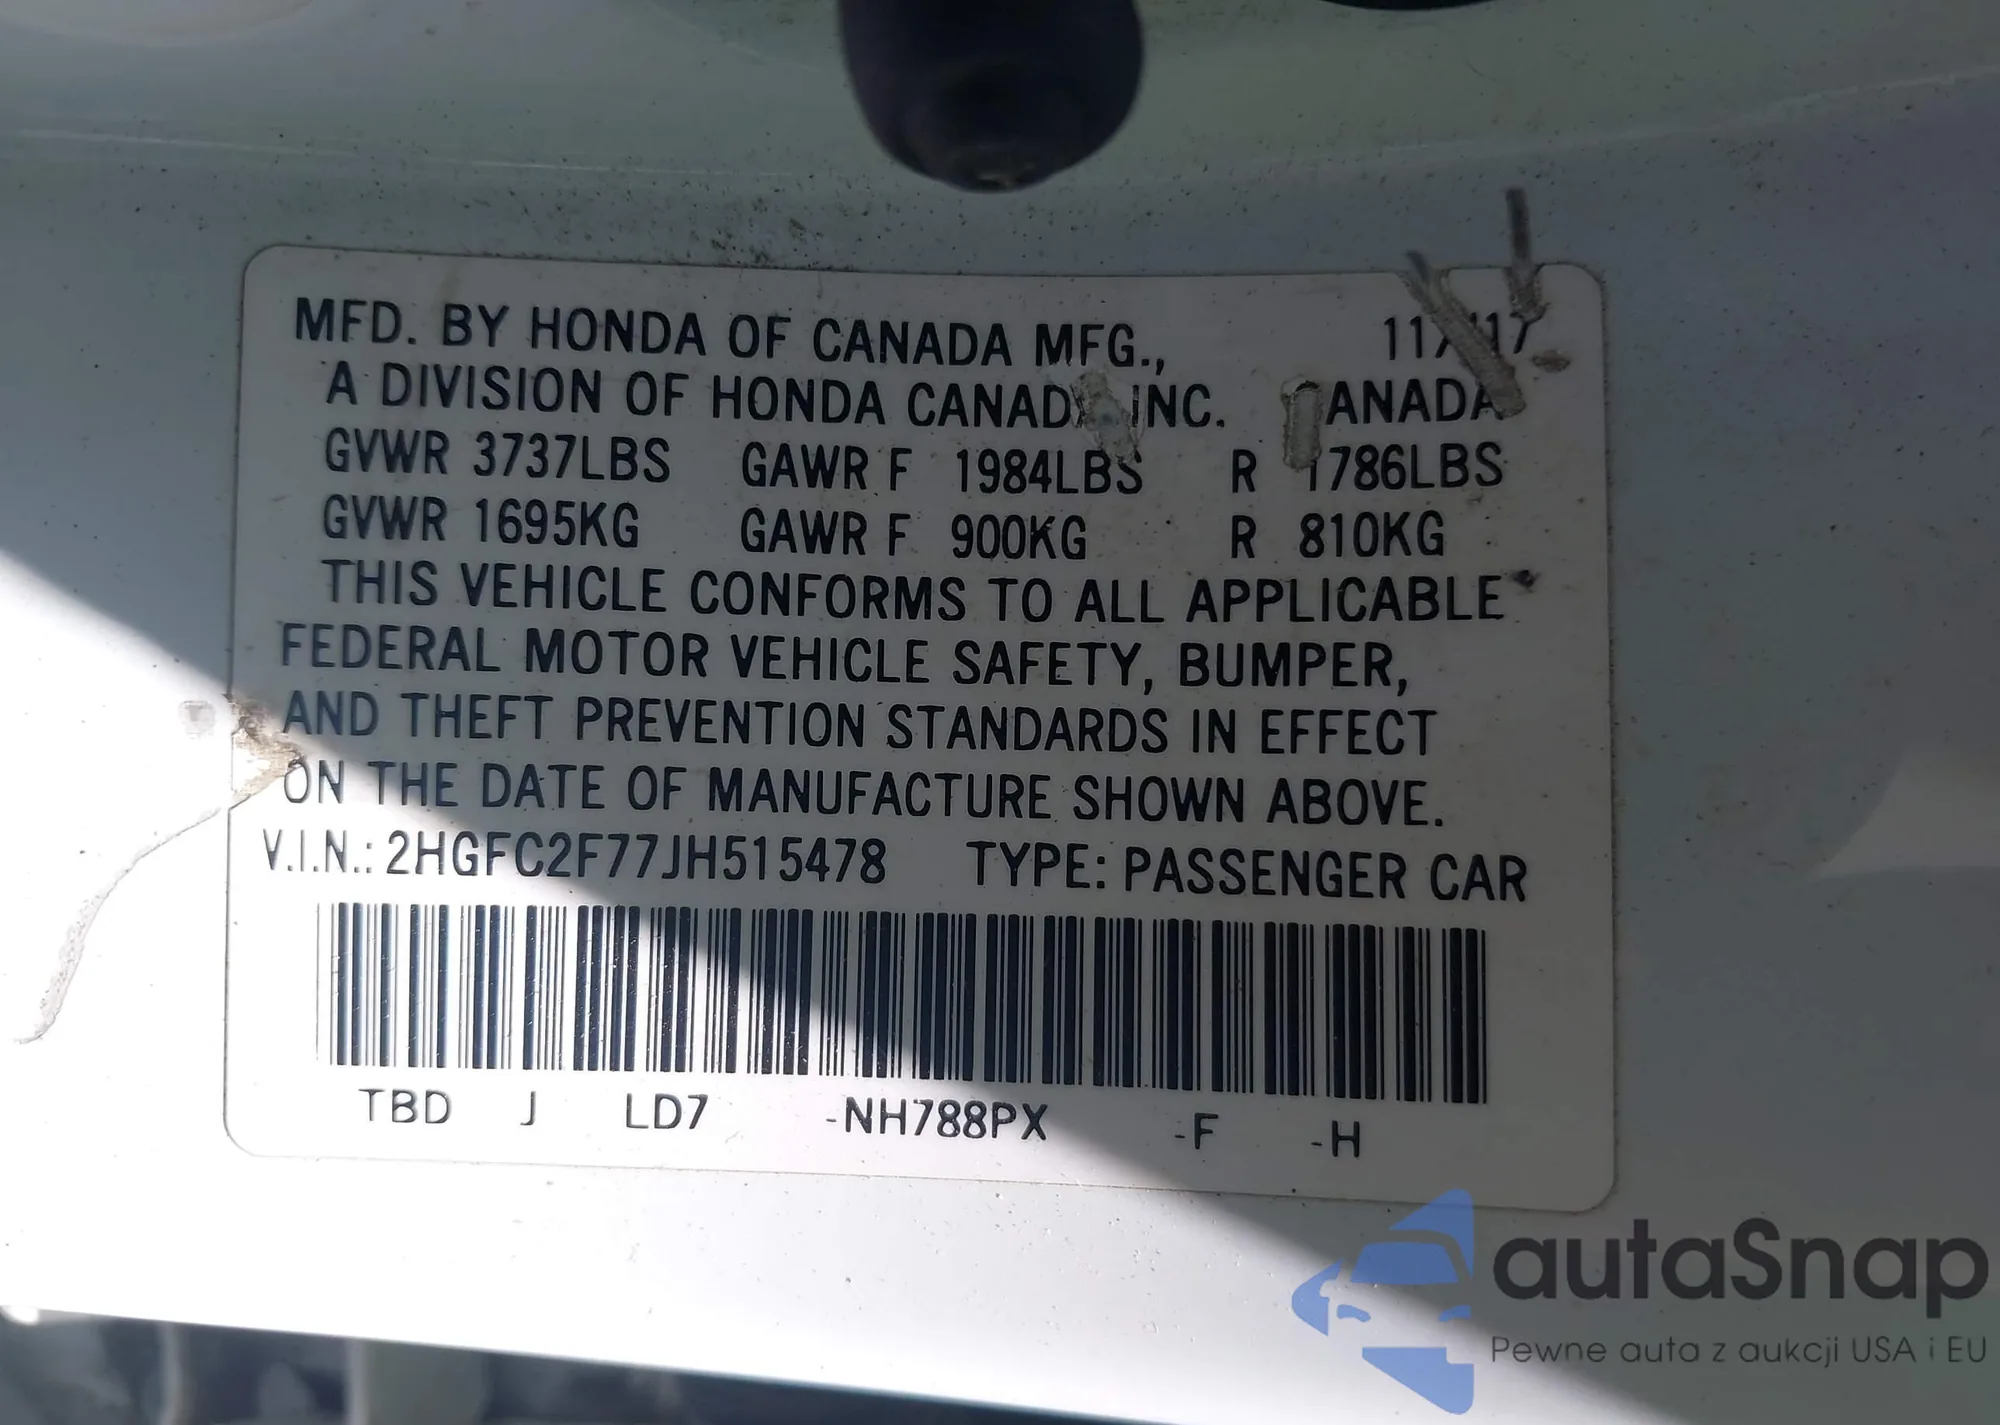 MFD. BY HONDA OF CANADA MFG.,
A DIVISION OF HONDA INC.
GVWR 3737LBS GAWR F 1984LBS R 1786LBS
GVWR 1695KG GAWR F 900KG R 810KG
THIS VEHICLE CONFORMS TO ALL APPLICABLE
FEDERAL MOTOR VEHICLE SAFETY, BUMPER,
AND THEFT PREVENTION STANDARDS IN EFFECT
ON THE DATE OF MANUFACTURE SHOWN ABOVE.
V.I.N.: 2HGFC2F77JH515478 TYPE: PASSENGER CAR
TBD J LD7 -NH788PX -F -H
autaSnap
Pewne auta z aukcji USA i EU